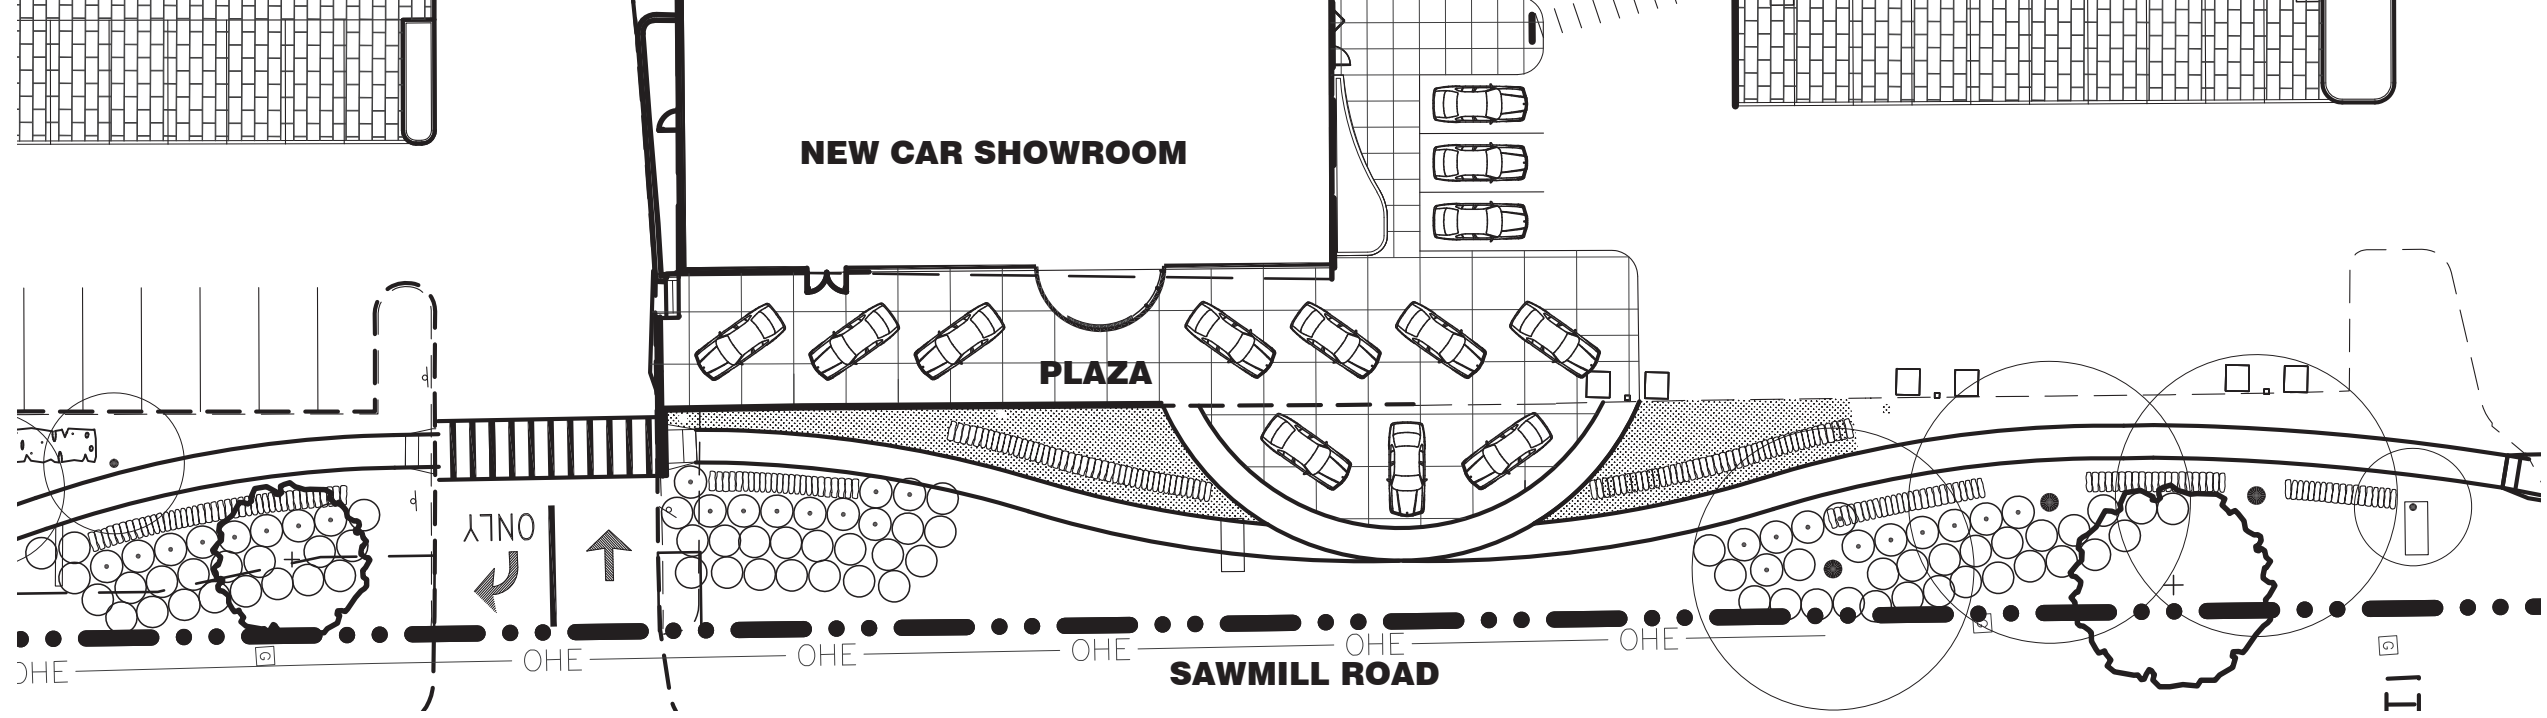 NEW CAR SHOWROOM
PLAZA
ONLY
OHE
OHE
OHE
OHE
OHE
OHE
G
G
G
SAWMILL ROAD